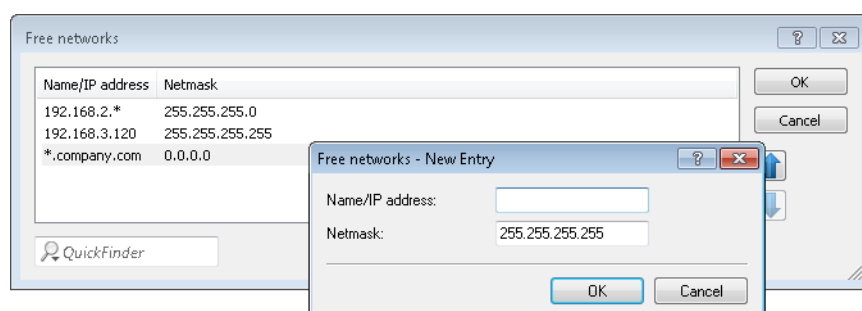 Free networks
Name/IP address Netmask
OK
192.168.2.* 255.255.255.0
192.168.3.120 255.255.255.255
Cancel
*.company.com 0.0.0.0
Free networks - New Entry
Name/IP address:
Netmask: 255.255.255.255
QuickFinder
OK Cancel